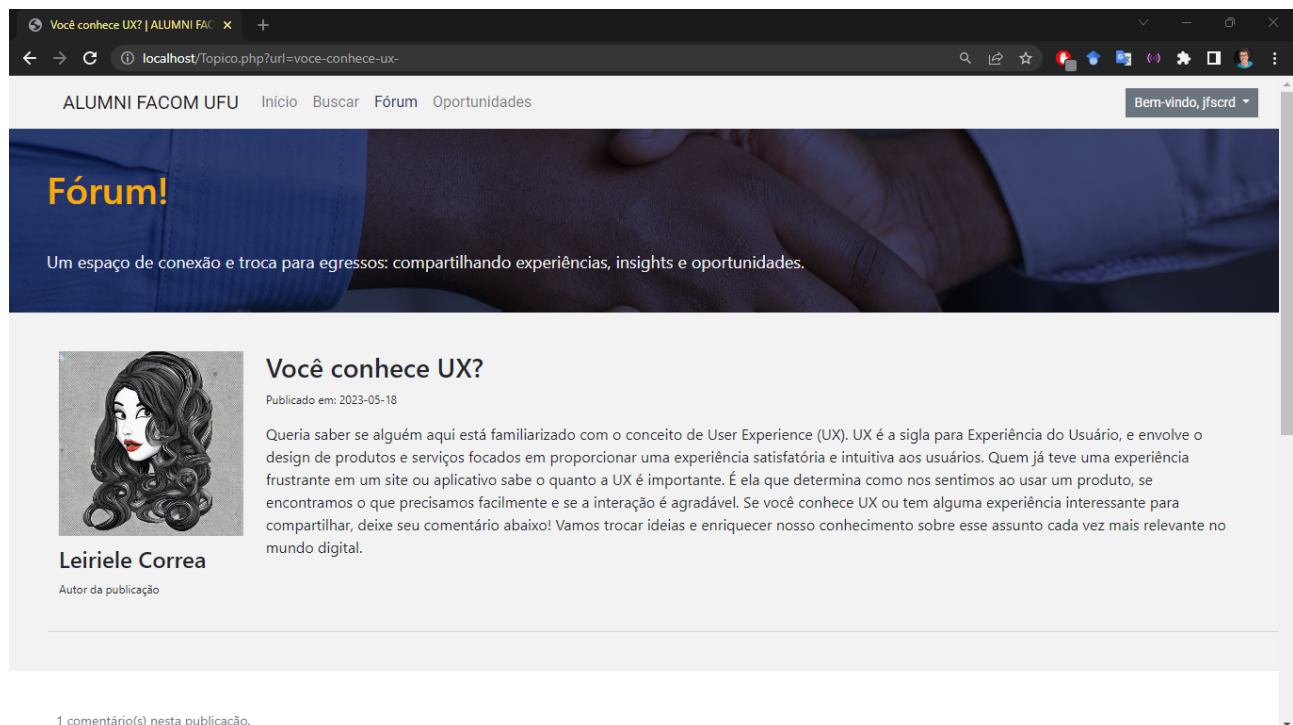 Você conhece UX? | ALUMNI FAC
localhost/Topico.php?url=voce-conhece-ux-
ALUMNI FACOM UFU Início Buscar Fórum Oportunidades Bem-vindo, jfscrd
Fórum!
Um espaço de conexão e troca para egressos: compartilhando experiências, insights e oportunidades.
Você conhece UX?
Publicado em: 2023-05-18
Queria saber se alguém aqui está familiarizado com o conceito de User Experience (UX). UX é a sigla para Experiência do Usuário, e envolve o
design de produtos e serviços focados em proporcionar uma experiência satisfatória e intuitiva aos usuários. Quem já teve uma experiência
frustrante em um site ou aplicativo sabe o quanto a UX é importante. É ela que determina como nos sentimos ao usar um produto, se
encontramos o que precisamos facilmente e se a interação é agradável. Se você conhece UX ou tem alguma experiência interessante para
compartilhar, deixe seu comentário abaixo! Vamos trocar ideias e enriquecer nosso conhecimento sobre esse assunto cada vez mais relevante no
mundo digital.
Leiriele Correa
Autor da publicação
1 comentário(s) nesta publicação.